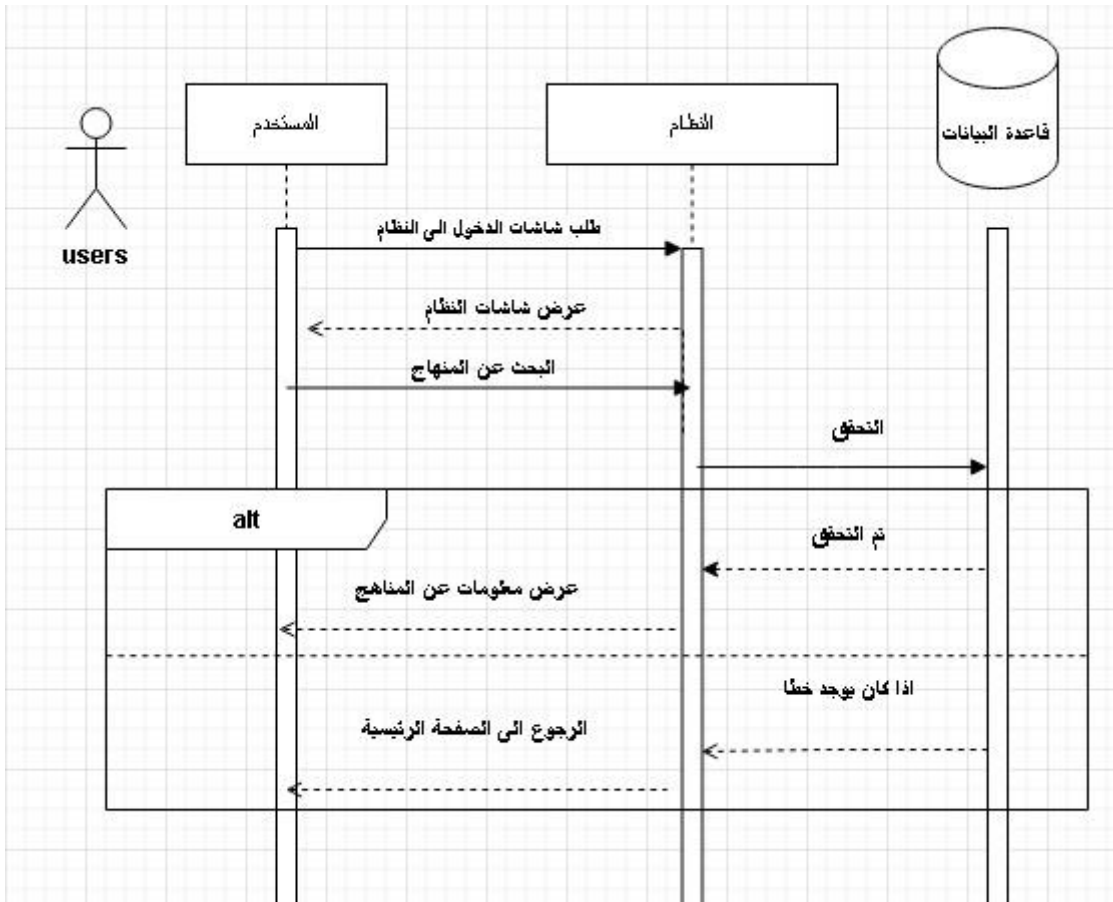 المستخدم
النظام
قاعدة البيانات
users
طلب شاشات الدخول الى النظام
عرض شاشات النظام
البحث عن المنهاج
التحقق
alt
تم التحقق
عرض معلومات عن المناهج
اذا كان يوجد خطا
الرجوع الى الصفحة الرئيسية